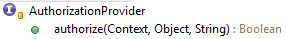 AuthorizationProvider
authorize(Context, Object, String) : Boolean